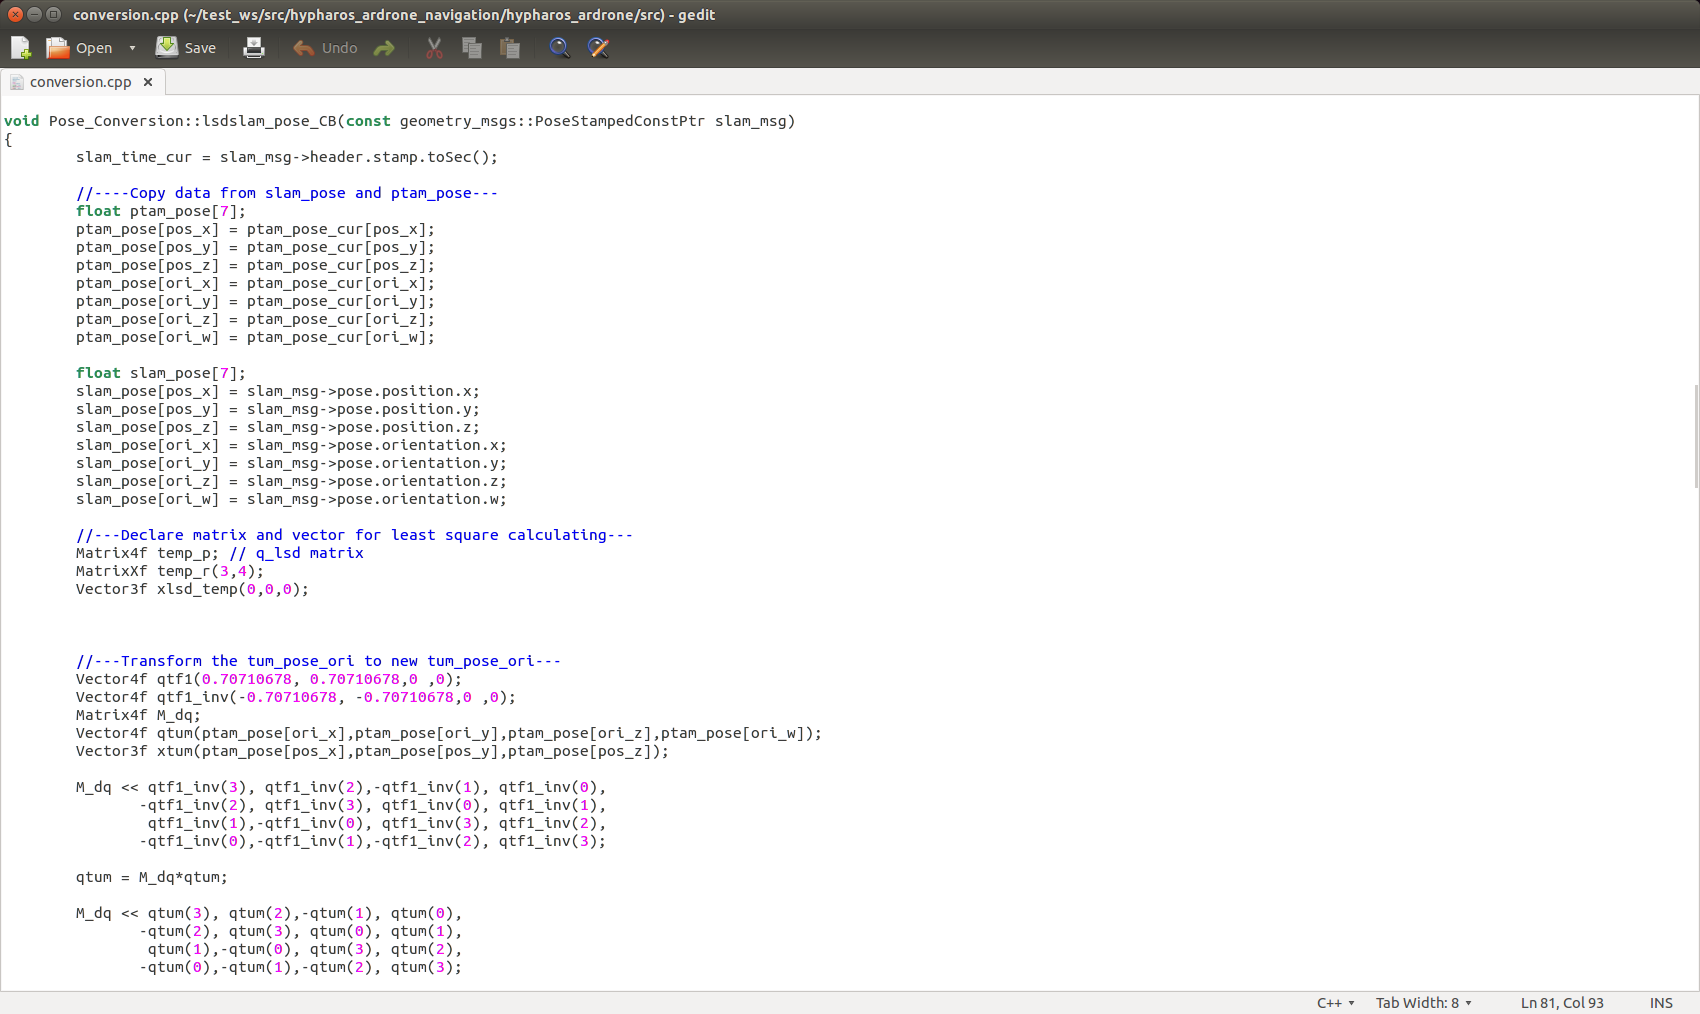 conversion.cpp (~/test_ws/src/hypharos_ardrone_navigation/hypharos_ardrone/src) - gedit
Open Save Undo
conversion.cpp ×
void Pose_Conversion::lsdslam_pose_CB(const geometry_msgs::PoseStampedConstPtr slam_msg)
{
        slam_time_cur = slam_msg->header.stamp.toSec();
        //----Copy data from slam_pose and ptam_pose---
        float ptam_pose[7];
        ptam_pose[pos_x] = ptam_pose_cur[pos_x];
        ptam_pose[pos_y] = ptam_pose_cur[pos_y];
        ptam_pose[pos_z] = ptam_pose_cur[pos_z];
        ptam_pose[ori_x] = ptam_pose_cur[ori_x];
        ptam_pose[ori_y] = ptam_pose_cur[ori_y];
        ptam_pose[ori_z] = ptam_pose_cur[ori_z];
        ptam_pose[ori_w] = ptam_pose_cur[ori_w];
        float slam_pose[7];
        slam_pose[pos_x] = slam_msg->pose.position.x;
        slam_pose[pos_y] = slam_msg->pose.position.y;
        slam_pose[pos_z] = slam_msg->pose.position.z;
        slam_pose[ori_x] = slam_msg->pose.orientation.x;
        slam_pose[ori_y] = slam_msg->pose.orientation.y;
        slam_pose[ori_z] = slam_msg->pose.orientation.z;
        slam_pose[ori_w] = slam_msg->pose.orientation.w;
        //---Declare matrix and vector for least square calculating---
        Matrix4f temp_p; // q_lsd matrix
        MatrixXf temp_r(3,4);
        Vector3f xlsd_temp(0,0,0);
        //---Transform the tum_pose_ori to new tum_pose_ori---
        Vector4f qtf1(0.70710678, 0.70710678,0 ,0);
        Vector4f qtf1_inv(-0.70710678, -0.70710678,0 ,0);
        Matrix4f M_dq;
        Vector4f qtum(ptam_pose[ori_x],ptam_pose[ori_y],ptam_pose[ori_z],ptam_pose[ori_w]);
        Vector3f xtum(ptam_pose[pos_x],ptam_pose[pos_y],ptam_pose[pos_z]);
        M_dq << qtf1_inv(3), qtf1_inv(2),-qtf1_inv(1), qtf1_inv(0),
               -qtf1_inv(2), qtf1_inv(3), qtf1_inv(0), qtf1_inv(1),
                qtf1_inv(1),-qtf1_inv(0), qtf1_inv(3), qtf1_inv(2),
               -qtf1_inv(0),-qtf1_inv(1),-qtf1_inv(2), qtf1_inv(3);
        qtum = M_dq*qtum;
        M_dq << qtum(3), qtum(2),-qtum(1), qtum(0),
               -qtum(2), qtum(3), qtum(0), qtum(1),
                qtum(1),-qtum(0), qtum(3), qtum(2),
               -qtum(0),-qtum(1),-qtum(2), qtum(3);
C++ Tab Width: 8 Ln 81, Col 93 INS